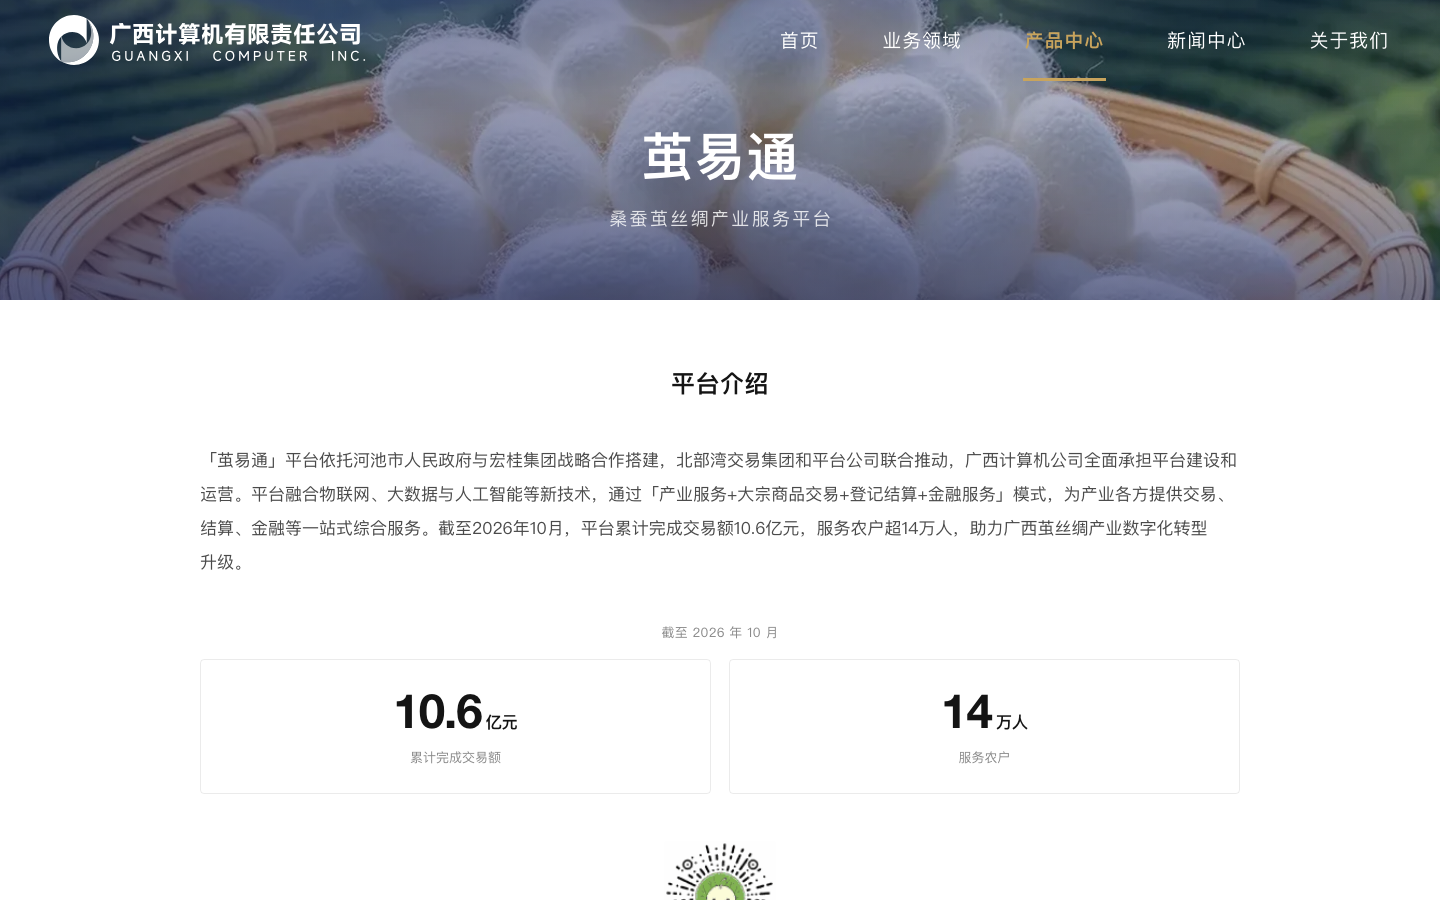 广西计算机有限责任公司
GUANGXI COMPUTER INC.
首页
业务领域
产品中心
新闻中心
关于我们
茧易通
桑蚕茧丝绸产业服务平台
平台介绍
「茧易通」平台依托河池市人民政府与宏桂集团战略合作搭建，北部湾交易集团和平台公司联合推动，广西计算机公司全面承担平台建设和
运营。平台融合物联网、大数据与人工智能等新技术，通过「产业服务+大宗商品交易+登记结算+金融服务」模式，为产业各方提供交易、
结算、金融等一站式综合服务。截至2026年10月，平台累计完成交易额10.6亿元，服务农户超14万人，助力广西茧丝绸产业数字化转型
升级。
截至 2026 年 10 月
10.6 亿元
累计完成交易额
14 万人
服务农户